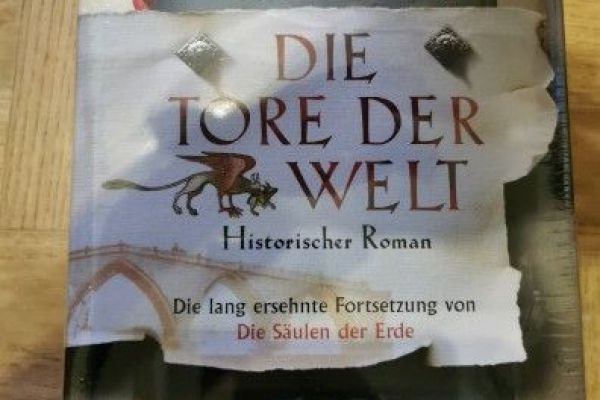 DIE
TORE DER
WELT
Historischer Roman
Die lang ersehnte Fortsetzung von
Die Säulen der Erde